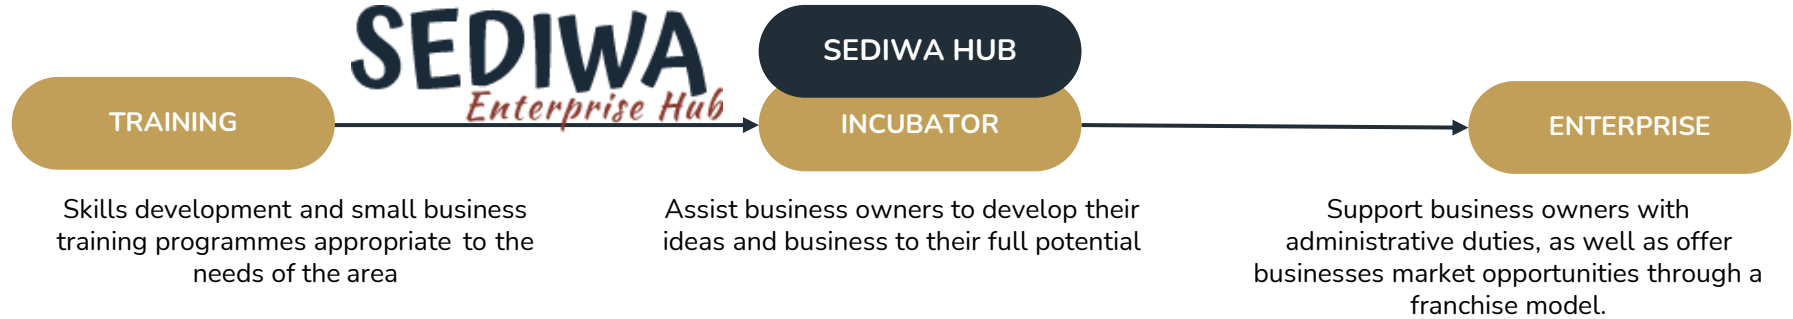 SEDIWA
Enterprise Hub
SEDIWA HUB
TRAINING
INCUBATOR
ENTERPRISE
Skills development and small business
training programmes appropriate to the
needs of the area
Assist business owners to develop their
ideas and business to their full potential
Support business owners with
administrative duties, as well as offer
businesses market opportunities through a
franchise model.